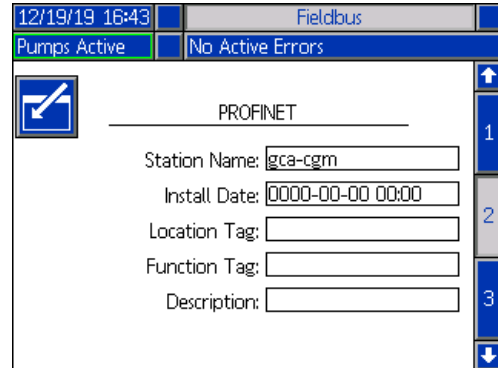 12/19/19 16:43 Fieldbus
Pumps Active No Active Errors
PROFINET
1
Station Name: gca-cgm
Install Date: 0000-00-00 00:00
2
Location Tag:
Function Tag:
Description:
3